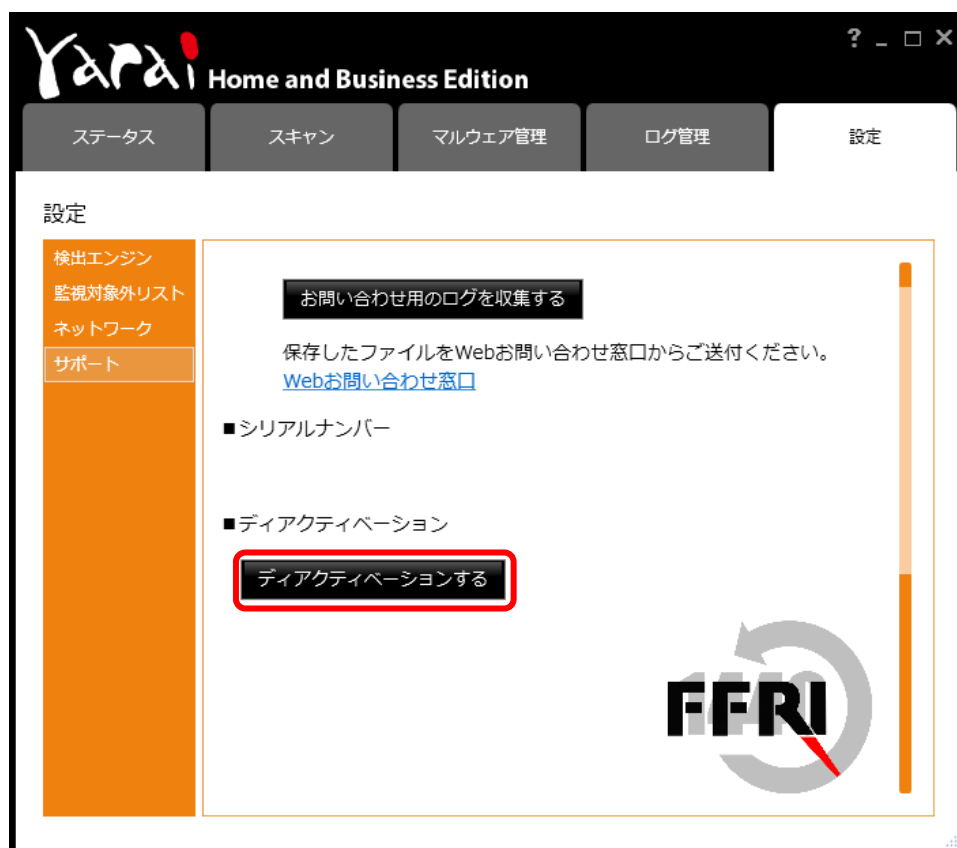 Yarai Home and Business Edition
ステータス
スキャン
マルウェア管理
ログ管理
設定
設定
検出エンジン
監視対象外リスト
ネットワーク
サポート
お問い合わせ用のログを収集する
保存したファイルをWebお問い合わせ窓口からご送付ください。
Webお問い合わせ窓口
■シリアルナンバー
■ディアクティベーション
ディアクティベーションする
FFRI